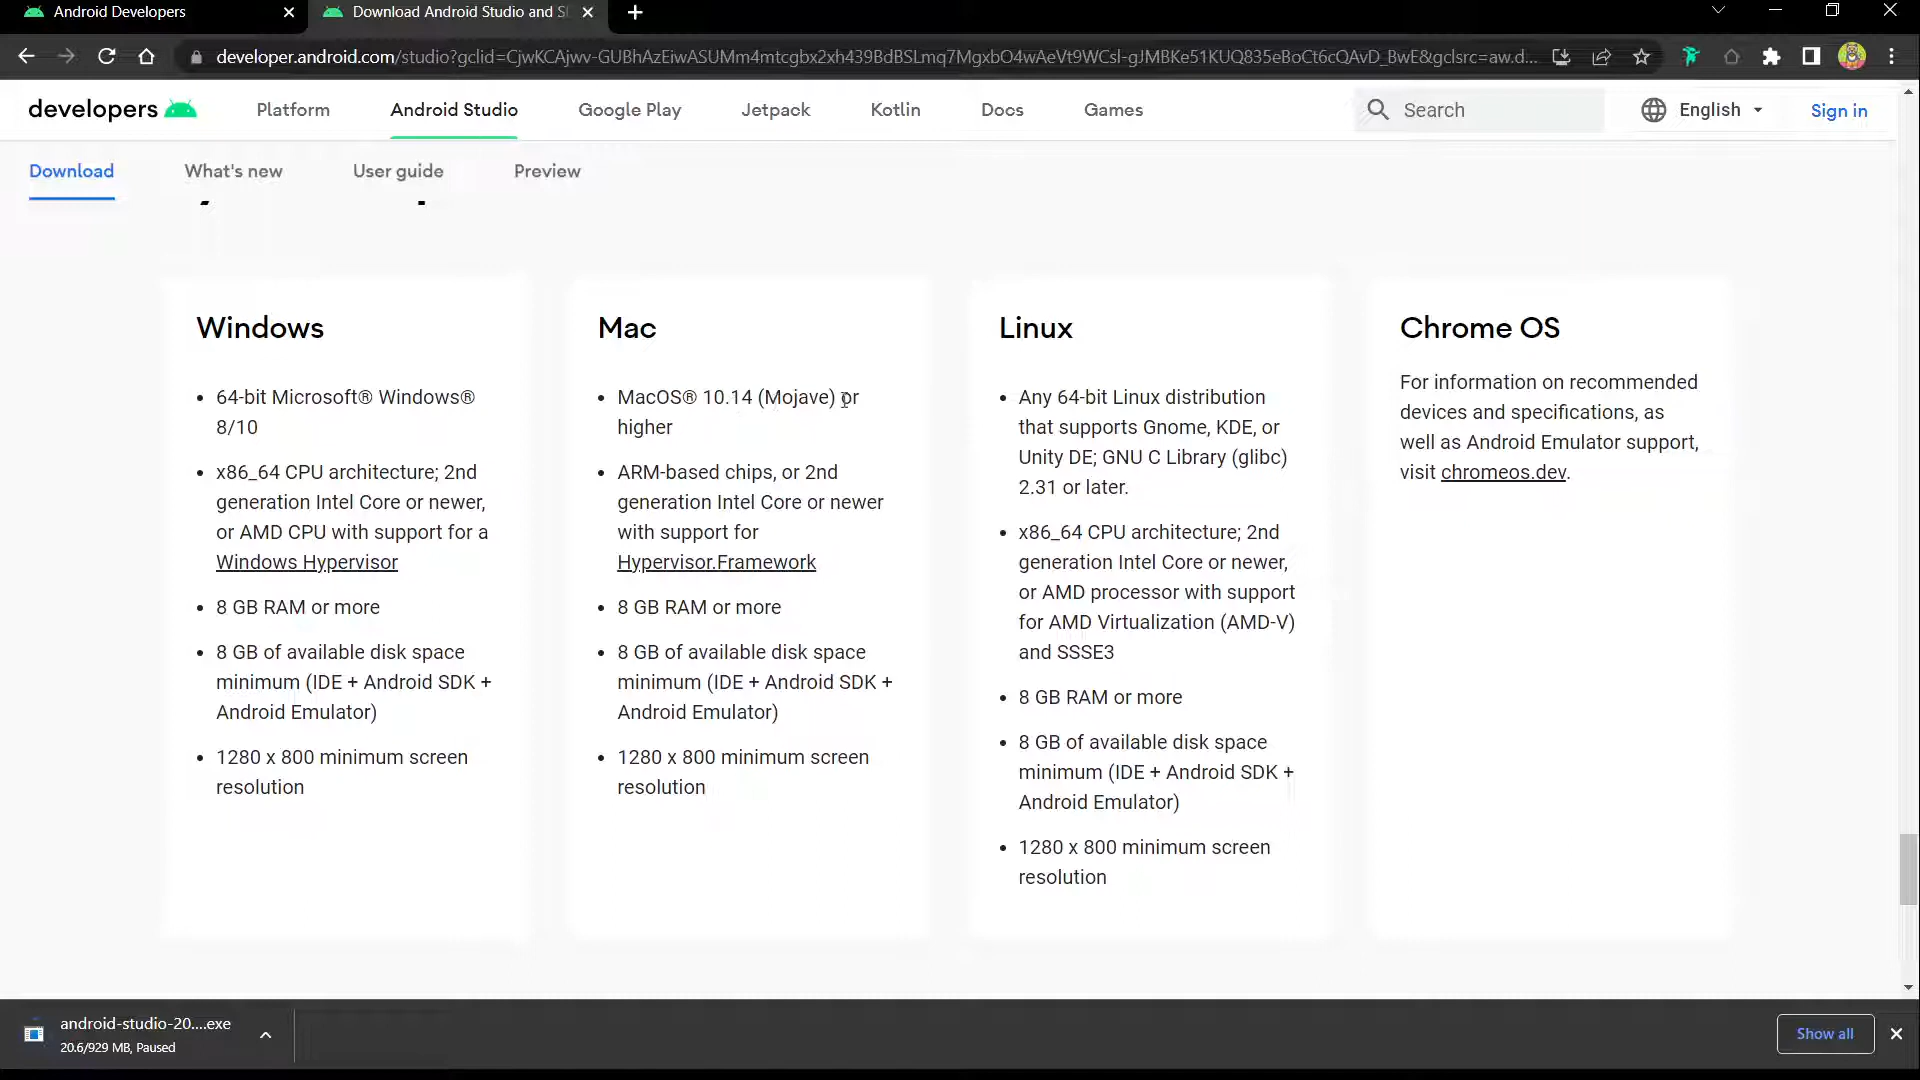 Android Developers
Download Android Studio and S
developer.android.com/studio?gclid=CjwKCAjwv-GUBhAzEiwASUMm4mtcgbx2xh439BdBSLmq7MgxbO4wAeVt9WCsl-gJMBKe51KUQ835eBoCt6cQAvD_BwE&gclsrc=aw.d...
developers
Platform
Android Studio
Google Play
Jetpack
Kotlin
Docs
Games
Search
English
Sign in
Download
What's new
User guide
Preview
Windows
• 64-bit Microsoft® Windows®
8/10
• x86_64 CPU architecture; 2nd
generation Intel Core or newer,
or AMD CPU with support for a
Windows Hypervisor
• 8 GB RAM or more
• 8 GB of available disk space
minimum (IDE + Android SDK +
Android Emulator)
• 1280 x 800 minimum screen
resolution
Mac
• MacOS® 10.14 (Mojave) or
higher
• ARM-based chips, or 2nd
generation Intel Core or newer
with support for
Hypervisor.Framework
• 8 GB RAM or more
• 8 GB of available disk space
minimum (IDE + Android SDK +
Android Emulator)
• 1280 x 800 minimum screen
resolution
Linux
• Any 64-bit Linux distribution
that supports Gnome, KDE, or
Unity DE; GNU C Library (glibc)
2.31 or later.
• x86_64 CPU architecture; 2nd
generation Intel Core or newer,
or AMD processor with support
for AMD Virtualization (AMD-V)
and SSSE3
• 8 GB RAM or more
• 8 GB of available disk space
minimum (IDE + Android SDK +
Android Emulator)
• 1280 x 800 minimum screen
resolution
Chrome OS
For information on recommended
devices and specifications, as
well as Android Emulator support,
visit chromeos.dev.
android-studio-20....exe
20.6/929 MB, Paused
Show all